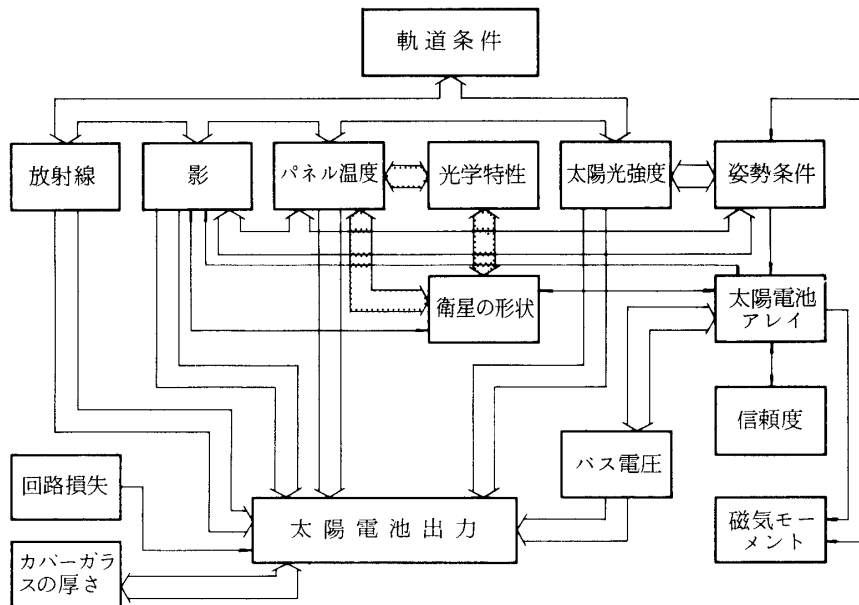 軌道条件
放射線
影
パネル温度
光学特性
太陽光強度
姿勢条件
衛星の形状
太陽電池
アレイ
信頼度
バス電圧
回路損失
太陽電池出力
磁気モー
メント
カバーガラ
スの厚さ